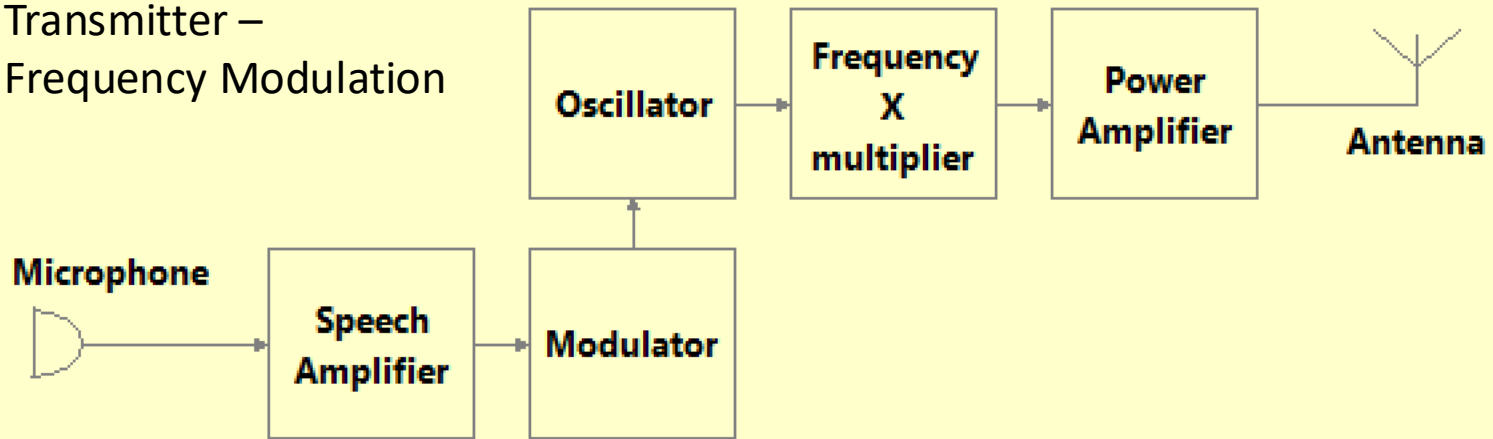 Transmitter –
Frequency Modulation
Oscillator
Frequency
X
multiplier
Power
Amplifier
Antenna
Microphone
Speech
Amplifier
Modulator